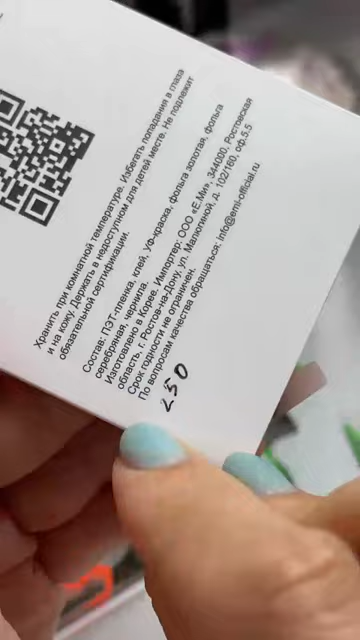 Хранить при комнатной температуре. Избегать попадания в глаза
и на кожу. Держать в недоступном для детей месте. Не подлежит
обязательной сертификации.
Состав: ПЭТ-пленка, клей, УФ-краска, фольга золотая, фольга
серебряная, чернила.
Изготовлено в Корее. Импортер: ООО «Е.Ми», 344000, Ростовская
область, г. Ростов-на-Дону, ул. Малюгиной, д. 102/160, оф.5.5
Срок годности не ограничен.
По вопросам качества обращаться: info@emi-official.ru
250